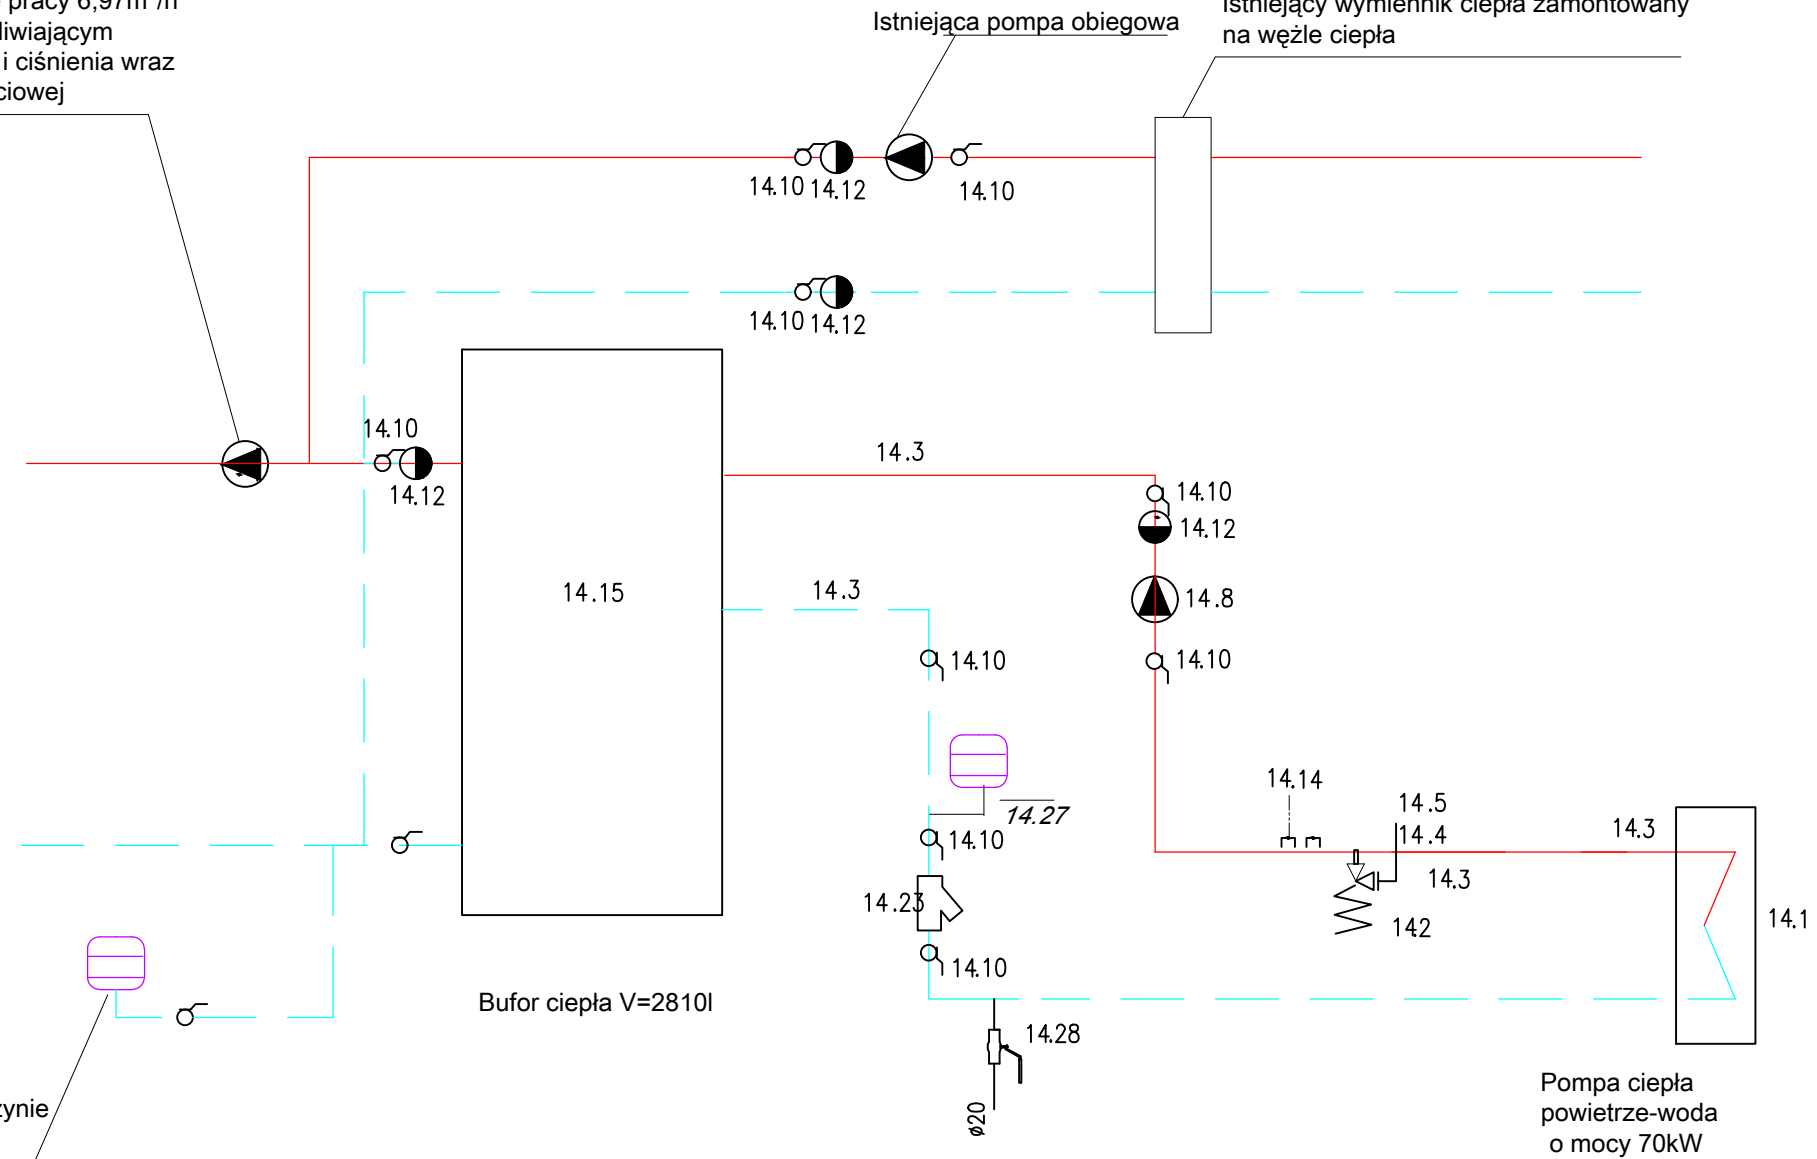 pracy 6,97m³/h
liwiającym
i ciśnienia wraz
ciowej
Istniejąca pompa obiegowa
Istniejący wymiennik ciepła zamontowany
na węźle ciepła
14.10 14.12
14.10
14.10 14.12
14.10
14.12
14.3
14.10
14.12
14.15
14.3
14.8
14.10
14.10
14.27
14.10
14.14
14.5
14.4
14.3
14.3
14.23
14.2
14.1
14.10
Bufor ciepła V=2810l
14.28
ø20
Pompa ciepła
powietrze-woda
o mocy 70kW
zynie